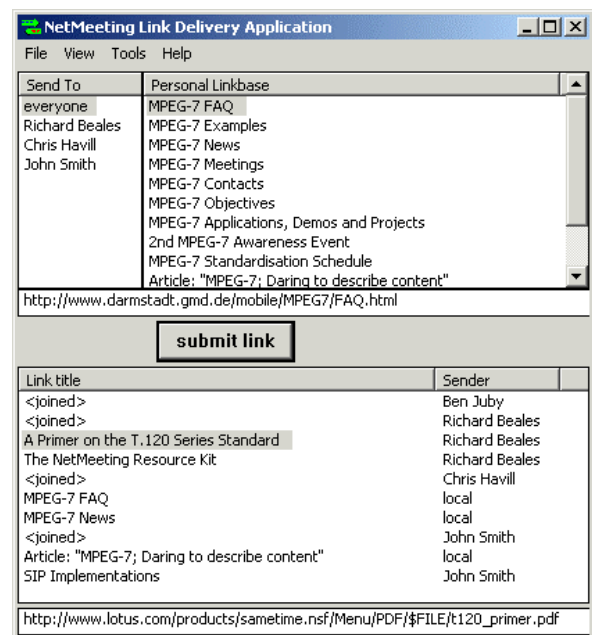 NetMeeting Link Delivery Application
File View Tools Help
Send To Personal Linkbase
everyone MPEG-7 FAQ
Richard Beales MPEG-7 Examples
Chris Havill MPEG-7 News
John Smith MPEG-7 Meetings
MPEG-7 Contacts
MPEG-7 Objectives
MPEG-7 Applications, Demos and Projects
2nd MPEG-7 Awareness Event
MPEG-7 Standardisation Schedule
Article: "MPEG-7; Daring to describe content"
http://www.darmstadt.gmd.de/mobile/MPEG7/FAQ.html
submit link
Link title Sender
<joined> Ben Juby
<joined> Richard Beales
A Primer on the T.120 Series Standard Richard Beales
The NetMeeting Resource Kit Richard Beales
<joined> Chris Havill
MPEG-7 FAQ local
MPEG-7 News local
<joined> John Smith
Article: "MPEG-7; Daring to describe content" local
SIP Implementations John Smith
http://www.lotus.com/products/sametime.nsf/Menu/PDF/$FILE/t120_primer.pdf